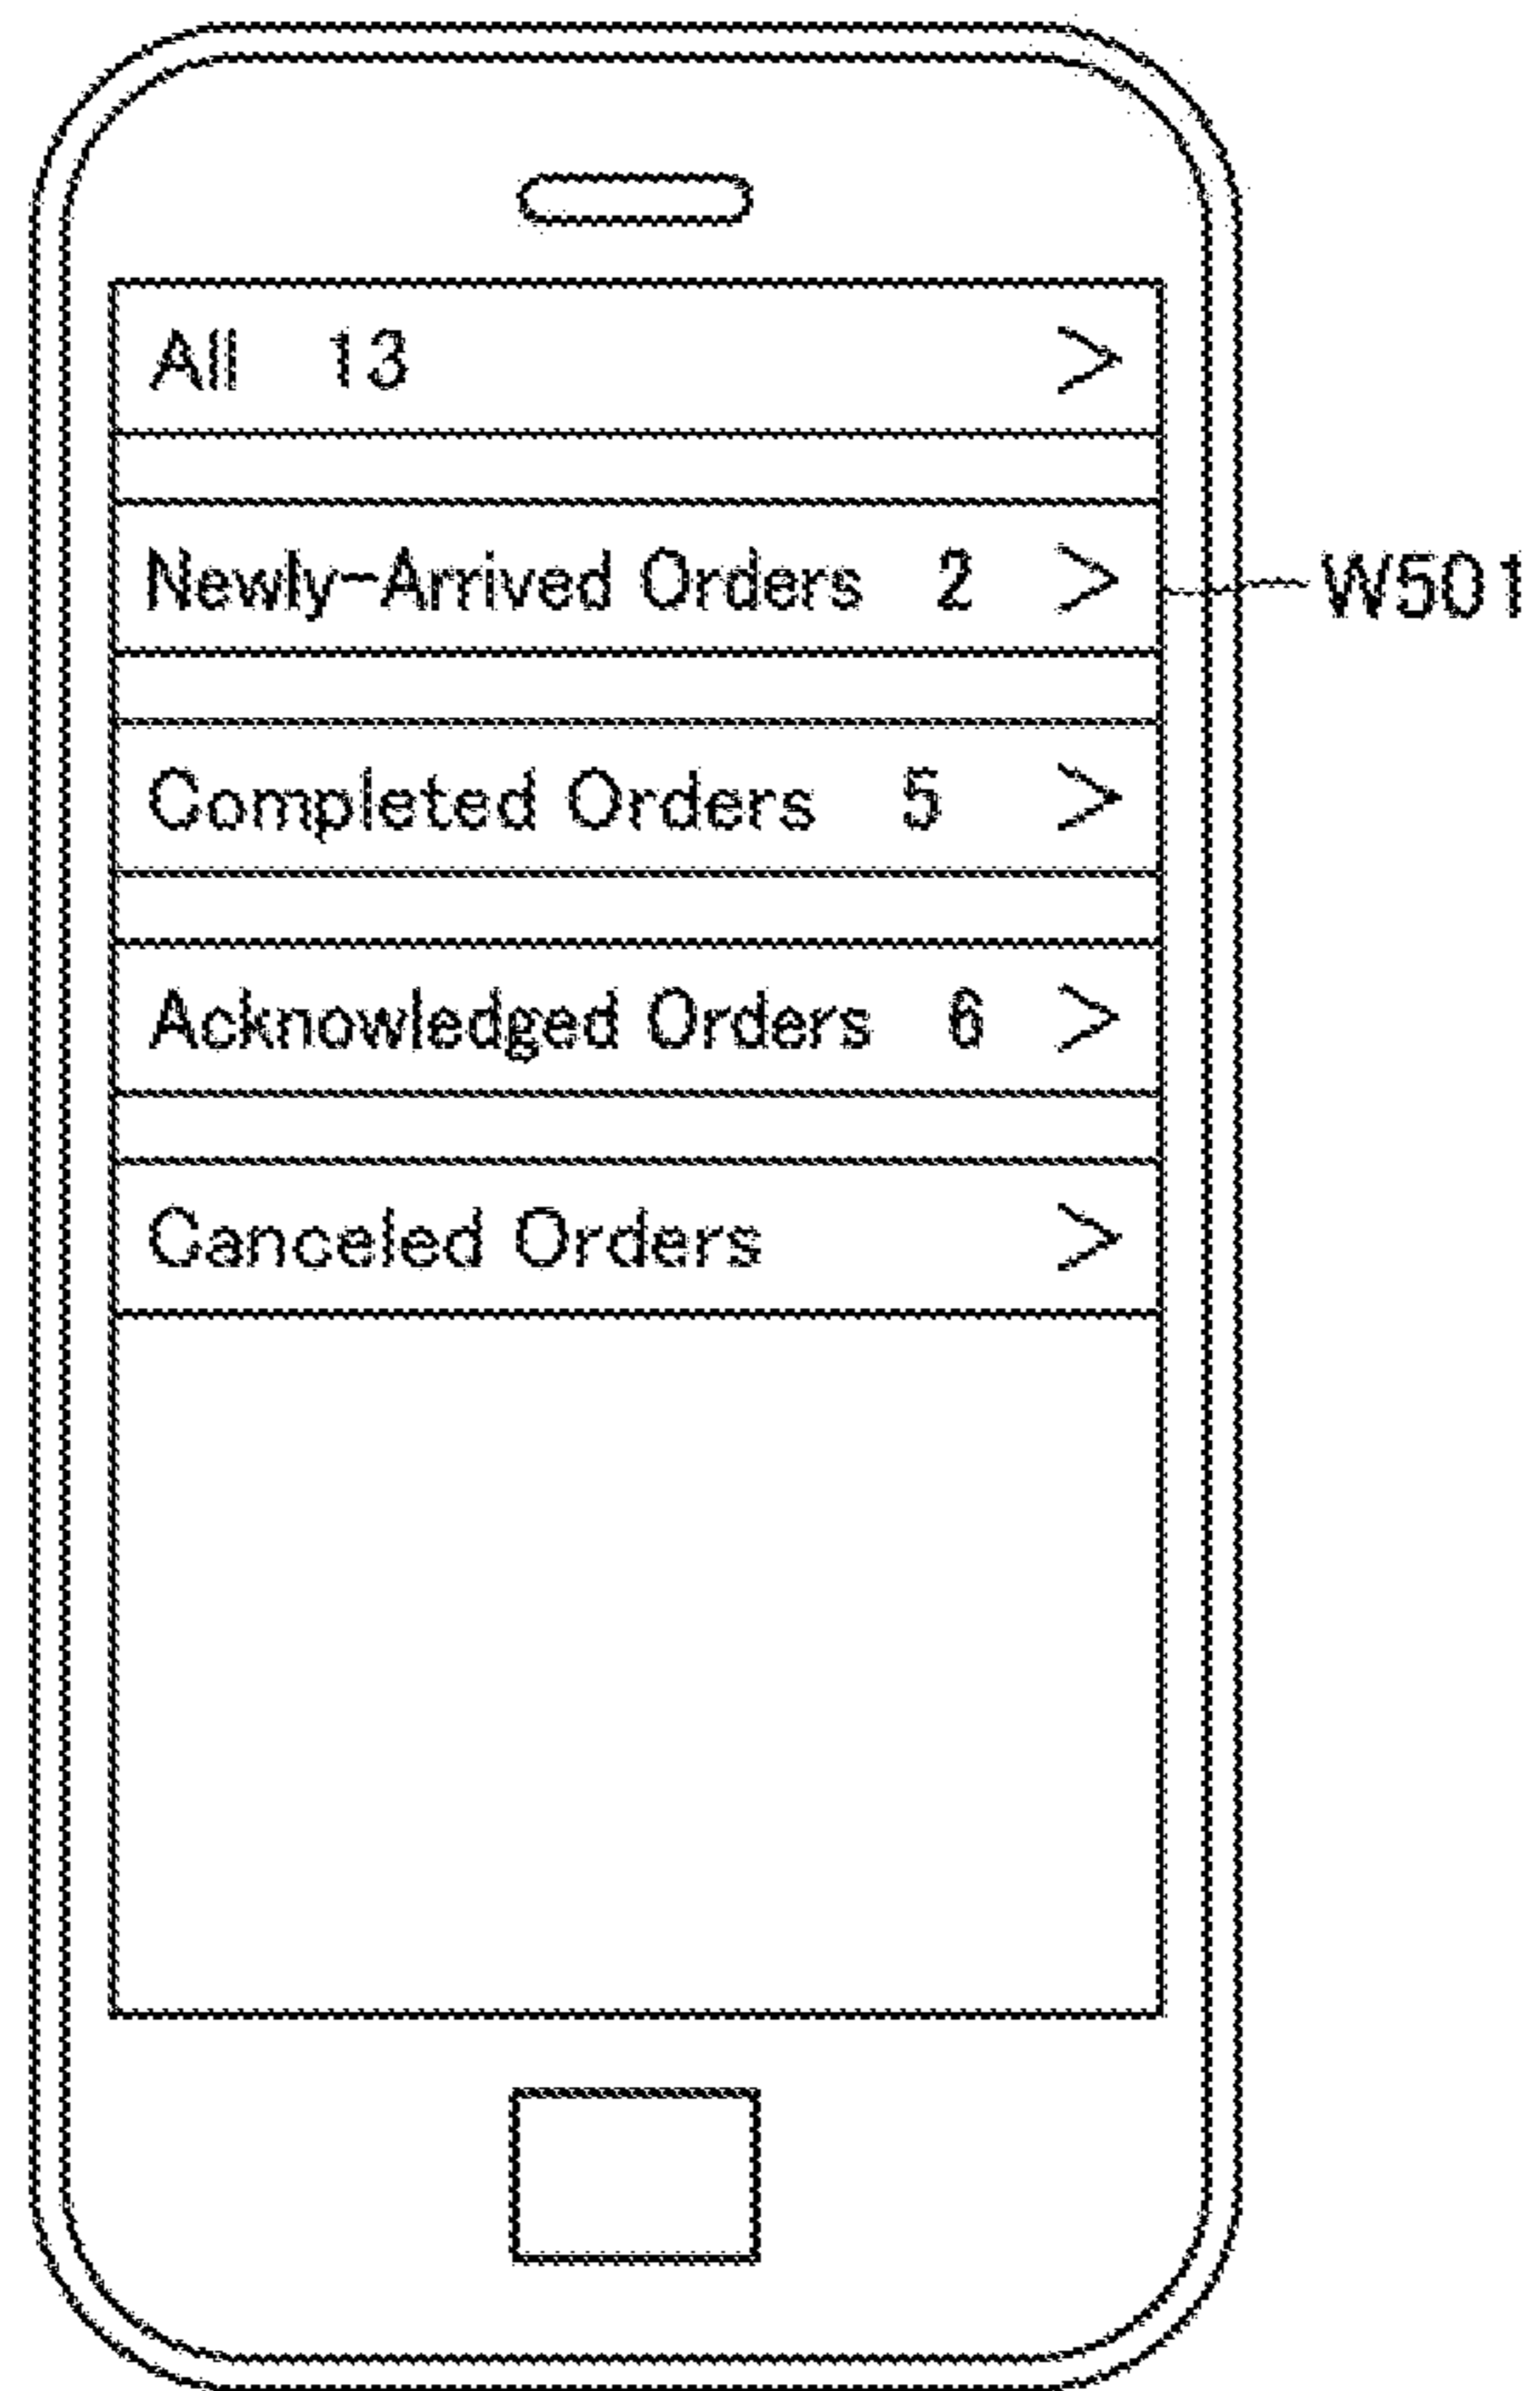 All 13 >
Newly-Arrived Orders 2 >
W501
Completed Orders 5 >
Acknowledged Orders 6 >
Canceled Orders >